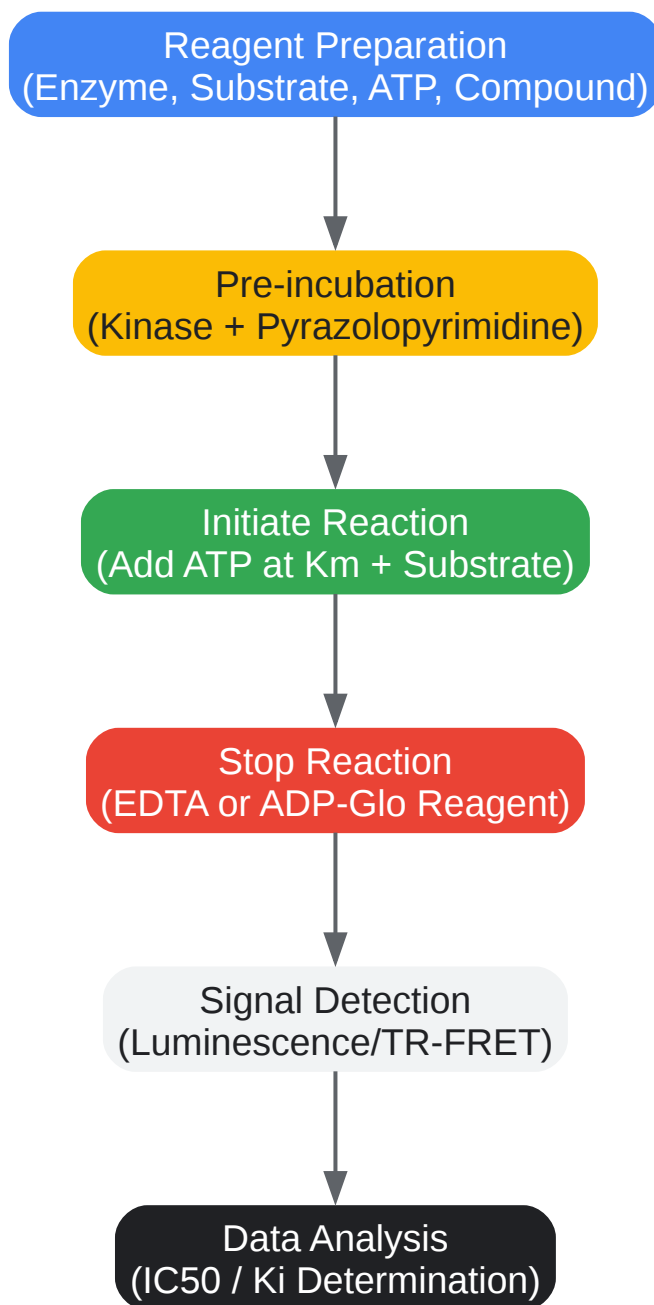 Reagent Preparation
(Enzyme, Substrate, ATP, Compound)
Pre-incubation
(Kinase + Pyrazolopyrimidine)
Initiate Reaction
(Add ATP at Km + Substrate)
Stop Reaction
(EDTA or ADP-Glo Reagent)
Signal Detection
(Luminescence/TR-FRET)
Data Analysis
(IC50 / Ki Determination)